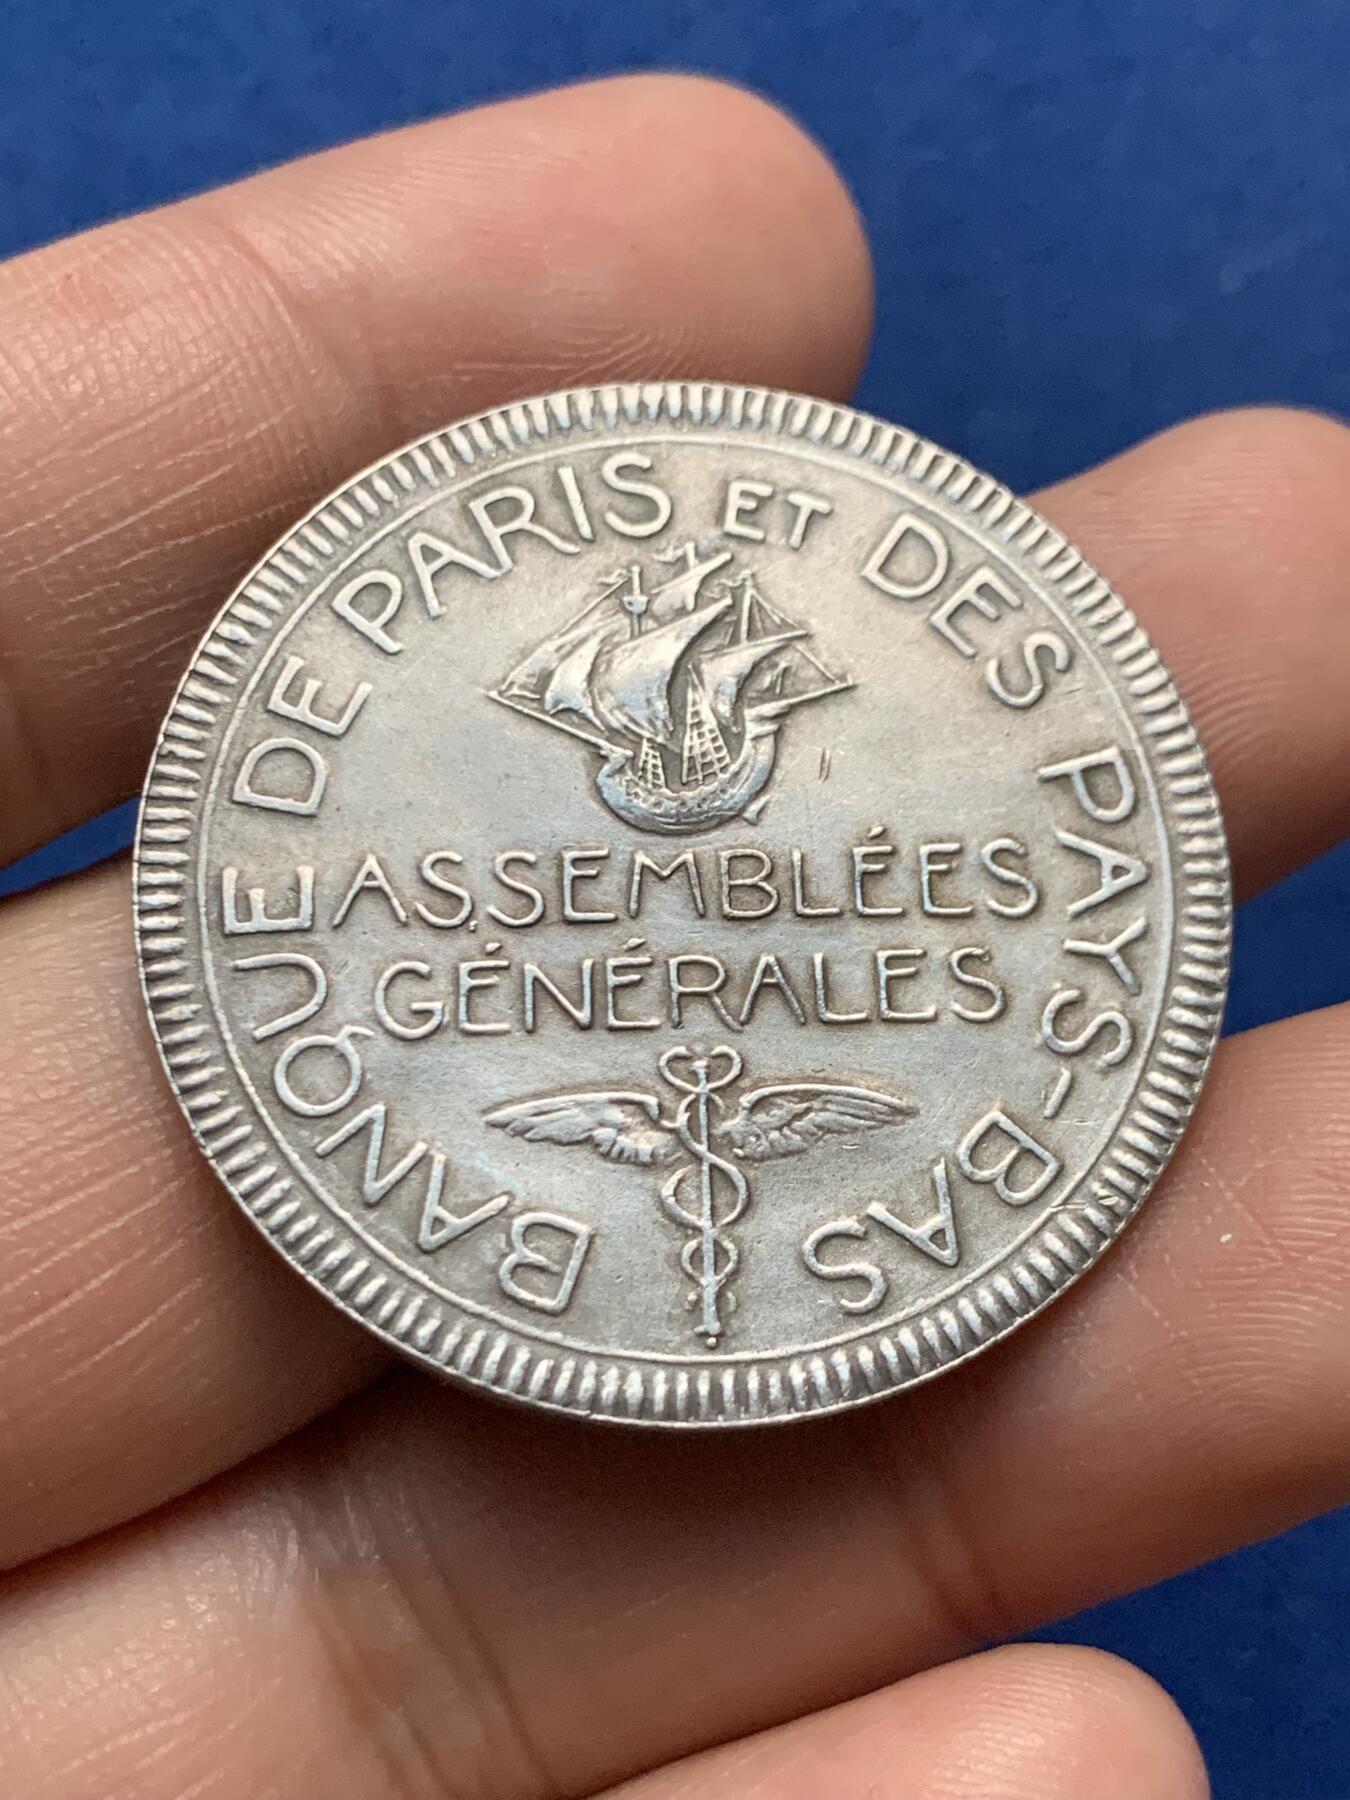 BANQUE DE PARIS ET DES PAYS-BAS
ASSEMBLÉES
GÉNÉRALES